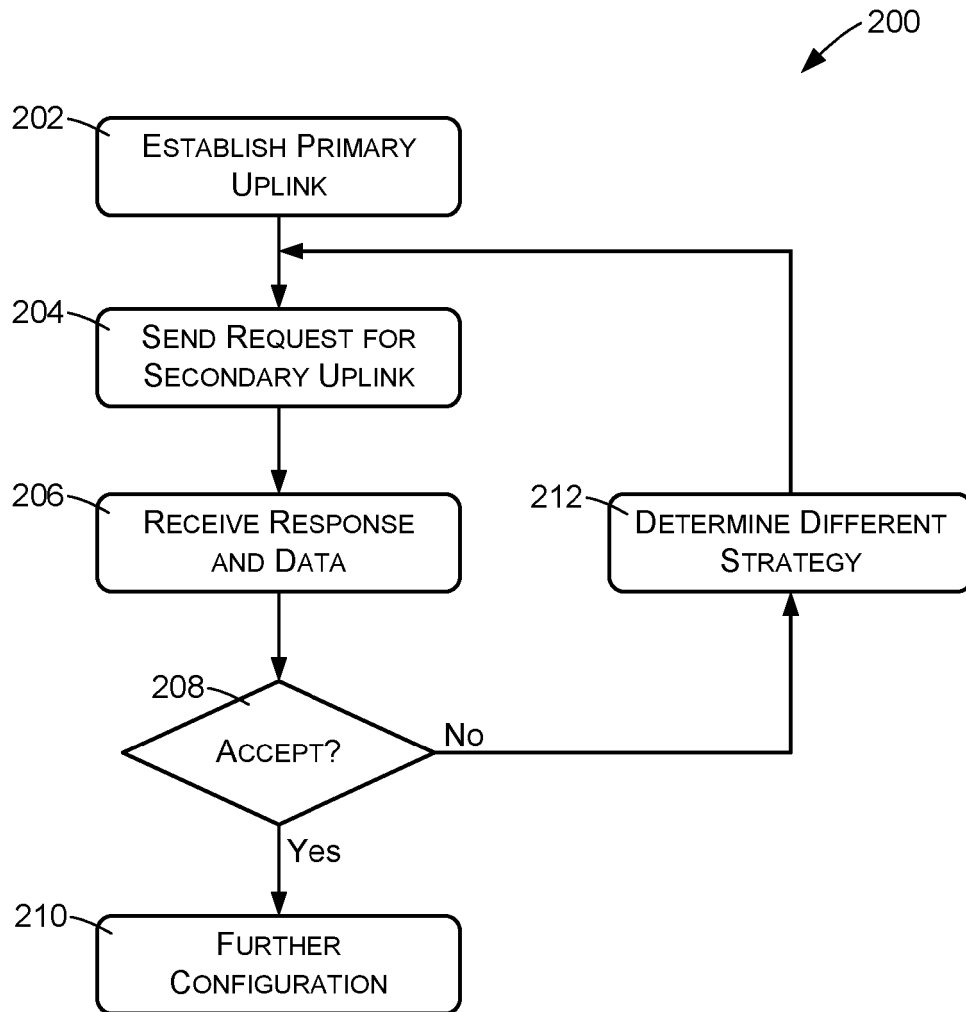 200
202
ESTABLISH PRIMARY
UPLINK
204
SEND REQUEST FOR
SECONDARY UPLINK
206
RECEIVE RESPONSE
AND DATA
212
DETERMINE DIFFERENT
STRATEGY
208
ACCEPT?
No
Yes
210
FURTHER
CONFIGURATION